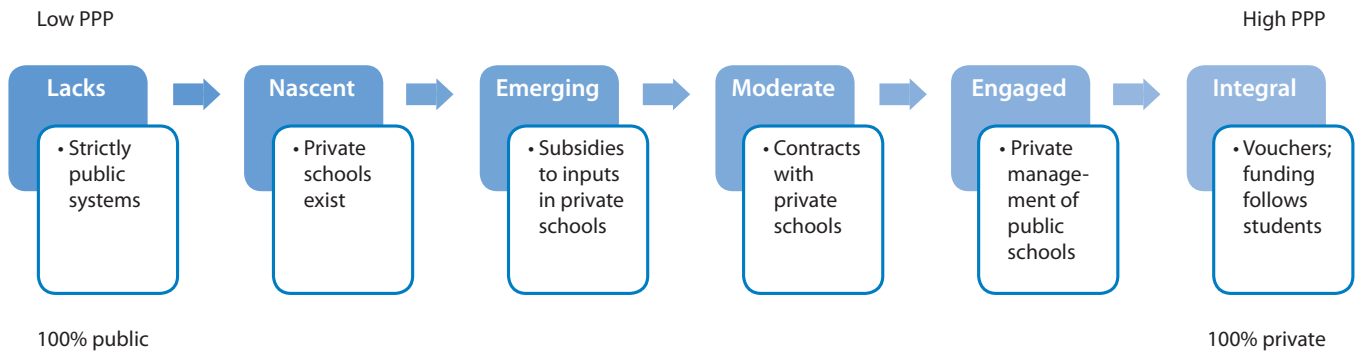 Low PPP
High PPP
Lacks
Nascent
Emerging
Moderate
Engaged
Integral
• Strictly
public
systems
• Private
schools
exist
• Subsidies
to inputs
in private
schools
• Contracts
with
private
schools
• Private
manage-
ment of
public
schools
• Vouchers;
funding
follows
students
100% public
100% private